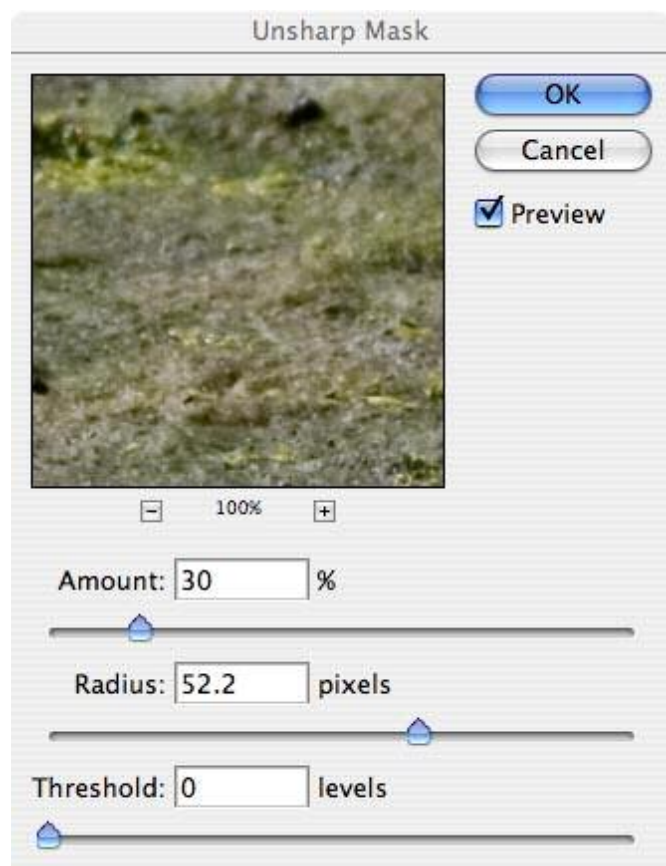 Unsharp Mask
OK
Cancel
Preview
100%
Amount: 30 %
Radius: 52.2 pixels
Threshold: 0 levels